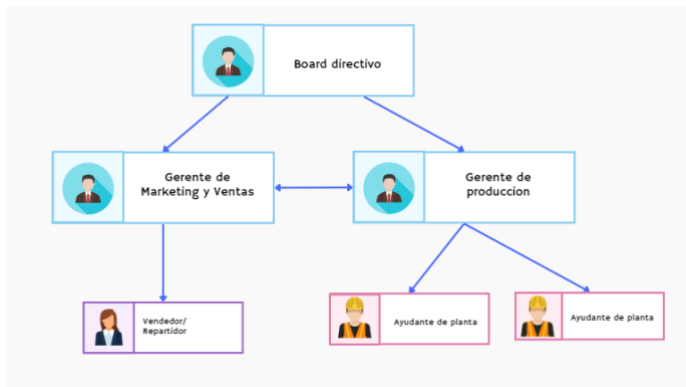 Board directivo
Gerente de
Marketing y Ventas
Gerente de
produccion
Vendedor/
Repartidor
Ayudante de planta
Ayudante de planta